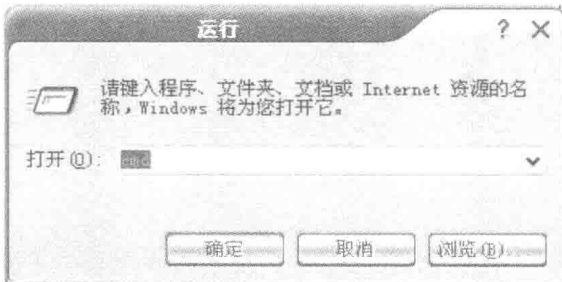 运行
请键入程序、文件夹、文档或 Internet 资源的名
称，Windows 将为您打开它。
打开(O): cmd
确定 取消 浏览(B)...